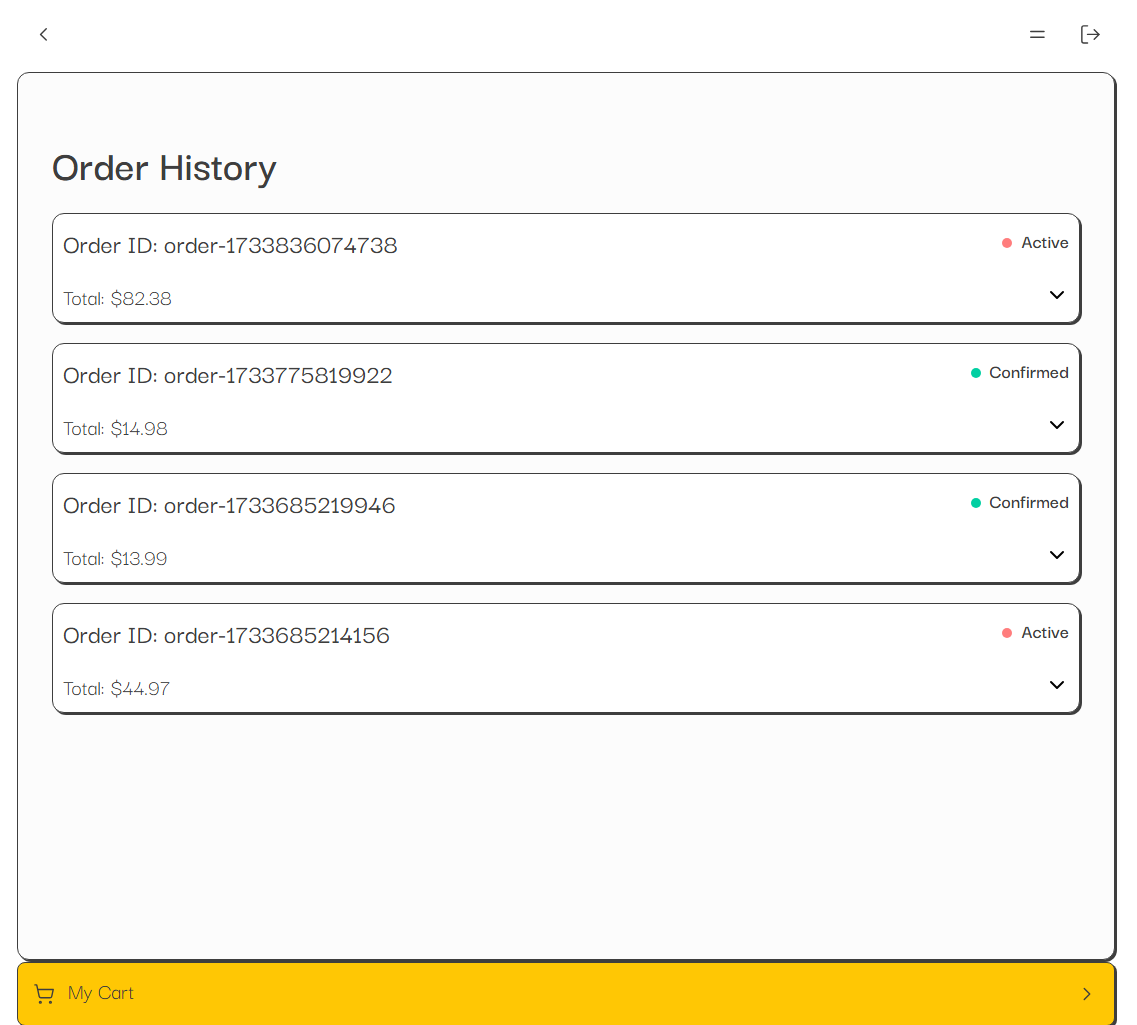 Order History
Order ID: order-1733836074738
Active
Total: $82.38
Order ID: order-1733775819922
Confirmed
Total: $14.98
Order ID: order-1733685219946
Confirmed
Total: $13.99
Order ID: order-1733685214156
Active
Total: $44.97
My Cart